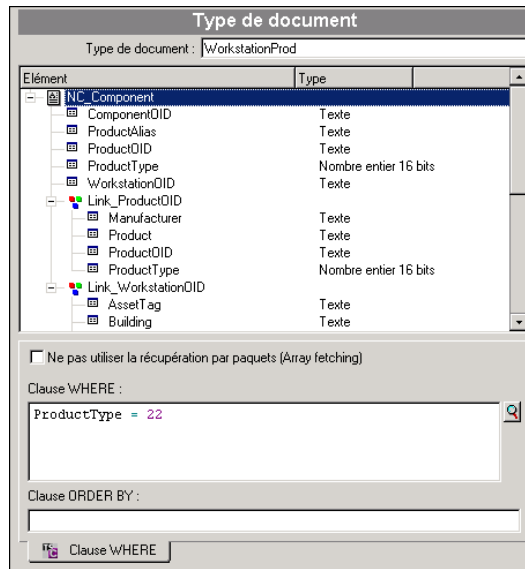 Type de document
Type de document : WorkstationProd
Elément Type
NC_Component
ComponentOID Texte
ProductAlias Texte
ProductOID Texte
ProductType Nombre entier 16 bits
WorkstationOID Texte
Link_ProductOID
Manufacturer Texte
Product Texte
ProductOID Texte
ProductType Nombre entier 16 bits
Link_WorkstationOID
AssetTag Texte
Building Texte
Ne pas utiliser la récupération par paquets (Array fetching)
Clause WHERE :
ProductType = 22
Clause ORDER BY :
Clause WHERE